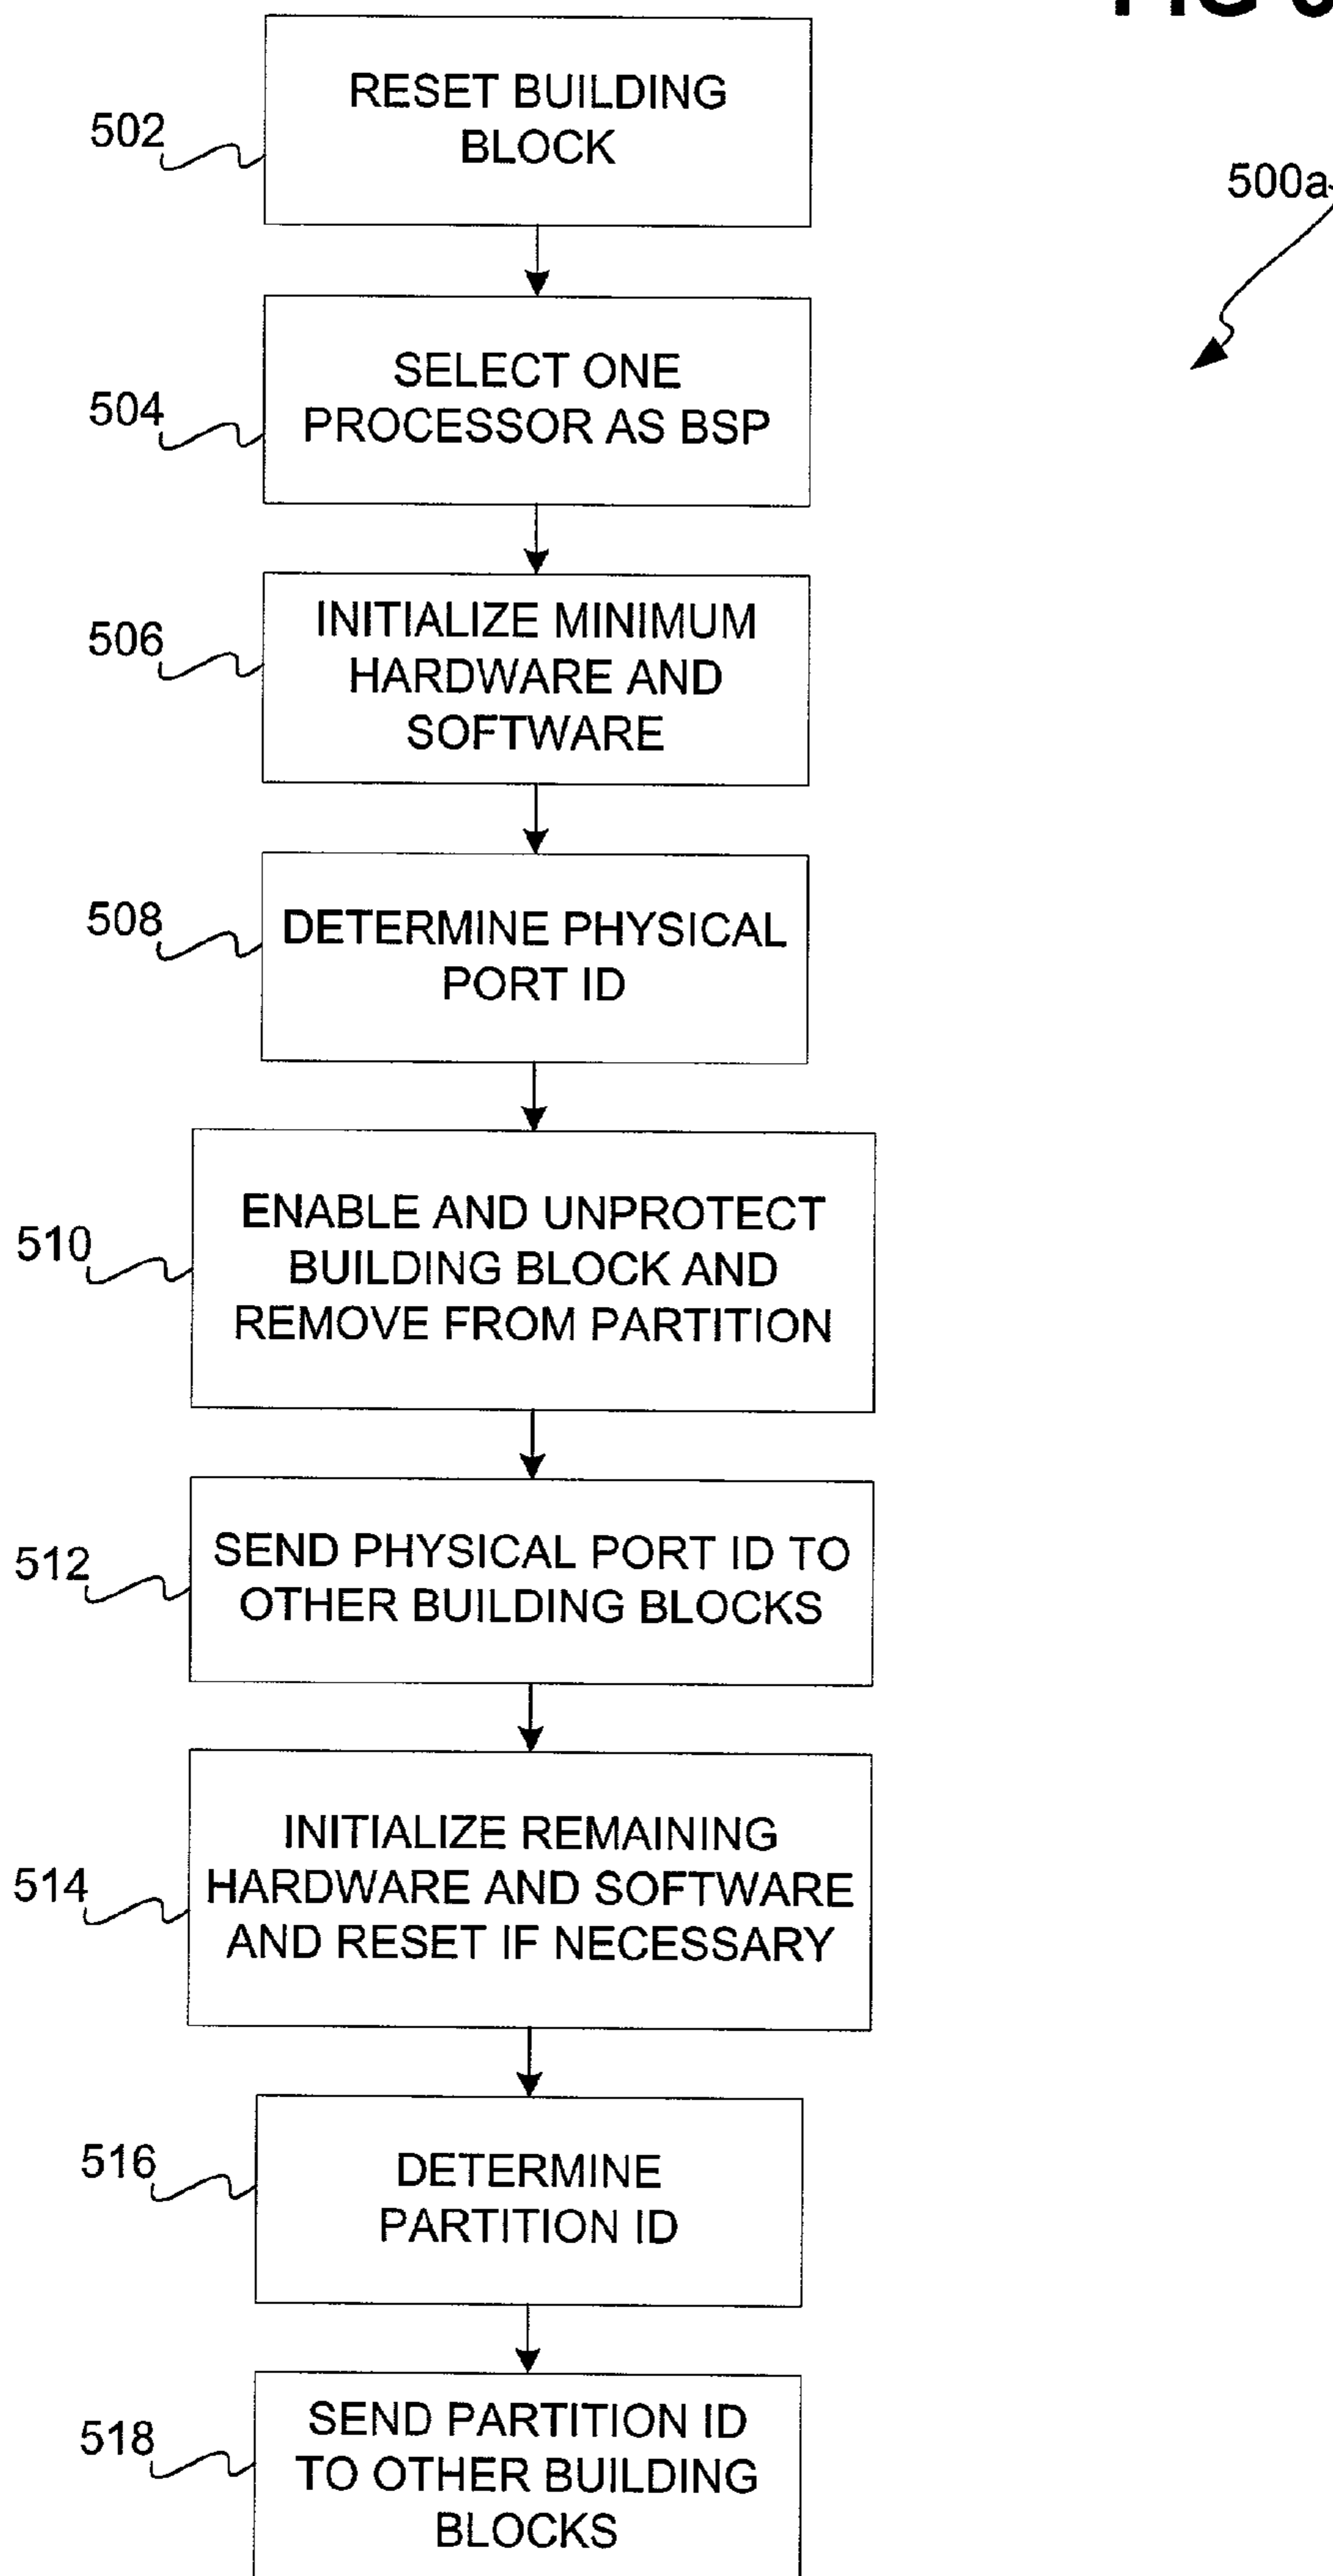 FIG
RESET BUILDING
BLOCK
502
500a
SELECT ONE
PROCESSOR AS BSP
504
INITIALIZE MINIMUM
HARDWARE AND
SOFTWARE
506
DETERMINE PHYSICAL
PORT ID
508
ENABLE AND UNPROTECT
BUILDING BLOCK AND
REMOVE FROM PARTITION
510
SEND PHYSICAL PORT ID TO
OTHER BUILDING BLOCKS
512
INITIALIZE REMAINING
HARDWARE AND SOFTWARE
AND RESET IF NECESSARY
514
DETERMINE
PARTITION ID
516
SEND PARTITION ID
TO OTHER BUILDING
BLOCKS
518